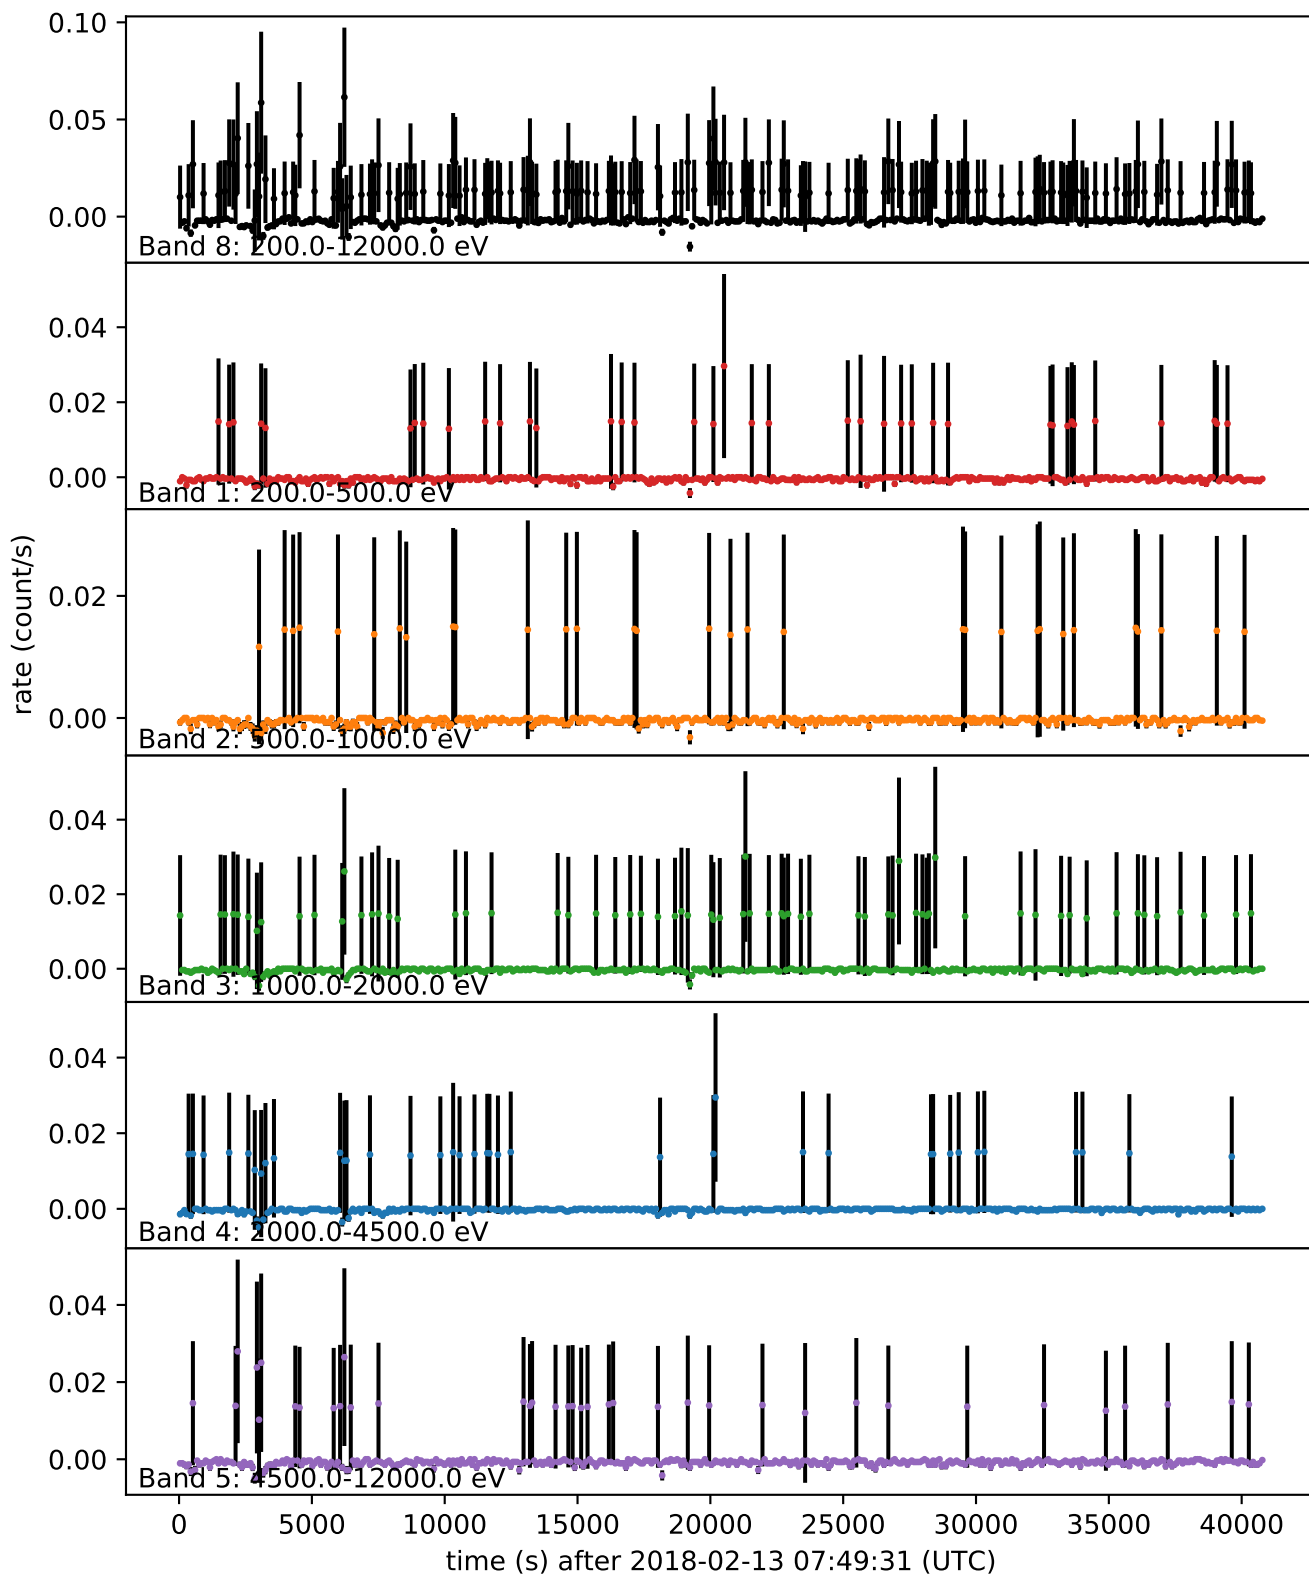 0.10
0.05
0.00
Band 8: 200.0-12000.0 eV
0.04
0.02
0.00
Band 1: 200.0-500.0 eV
rate (count/s)
0.02
0.00
Band 2: 500.0-1000.0 eV
0.04
0.02
0.00
Band 3: 1000.0-2000.0 eV
0.04
0.02
0.00
Band 4: 2000.0-4500.0 eV
0.04
0.02
0.00
Band 5: 4500.0-12000.0 eV
0 5000 10000 15000 20000 25000 30000 35000 40000
time (s) after 2018-02-13 07:49:31 (UTC)